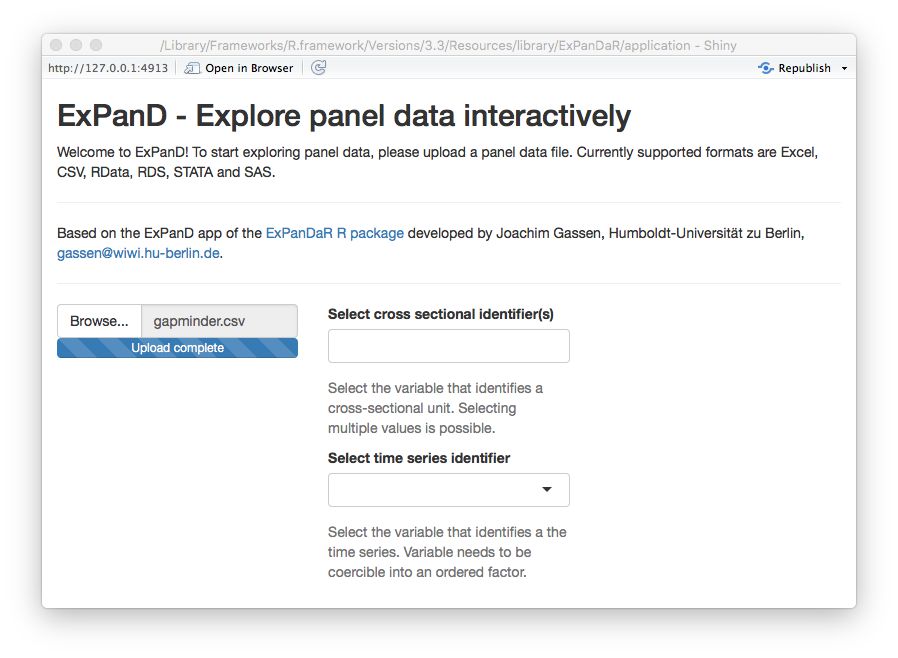 /Library/Frameworks/R.framework/Versions/3.3/Resources/library/ExPanDaR/application - Shiny
http://127.0.0.1:4913 Open in Browser Republish
ExPanD - Explore panel data interactively
Welcome to ExPanD! To start exploring panel data, please upload a panel data file. Currently supported formats are Excel,
CSV, RData, RDS, STATA and SAS.
Based on the ExPanD app of the ExPanDaR R package developed by Joachim Gassen, Humboldt-Universität zu Berlin,
gassen@wiwi.hu-berlin.de.
Browse... gapminder.csv
Upload complete
Select cross sectional identifier(s)
Select the variable that identifies a
cross-sectional unit. Selecting
multiple values is possible.
Select time series identifier
Select the variable that identifies a the
time series. Variable needs to be
coercible into an ordered factor.